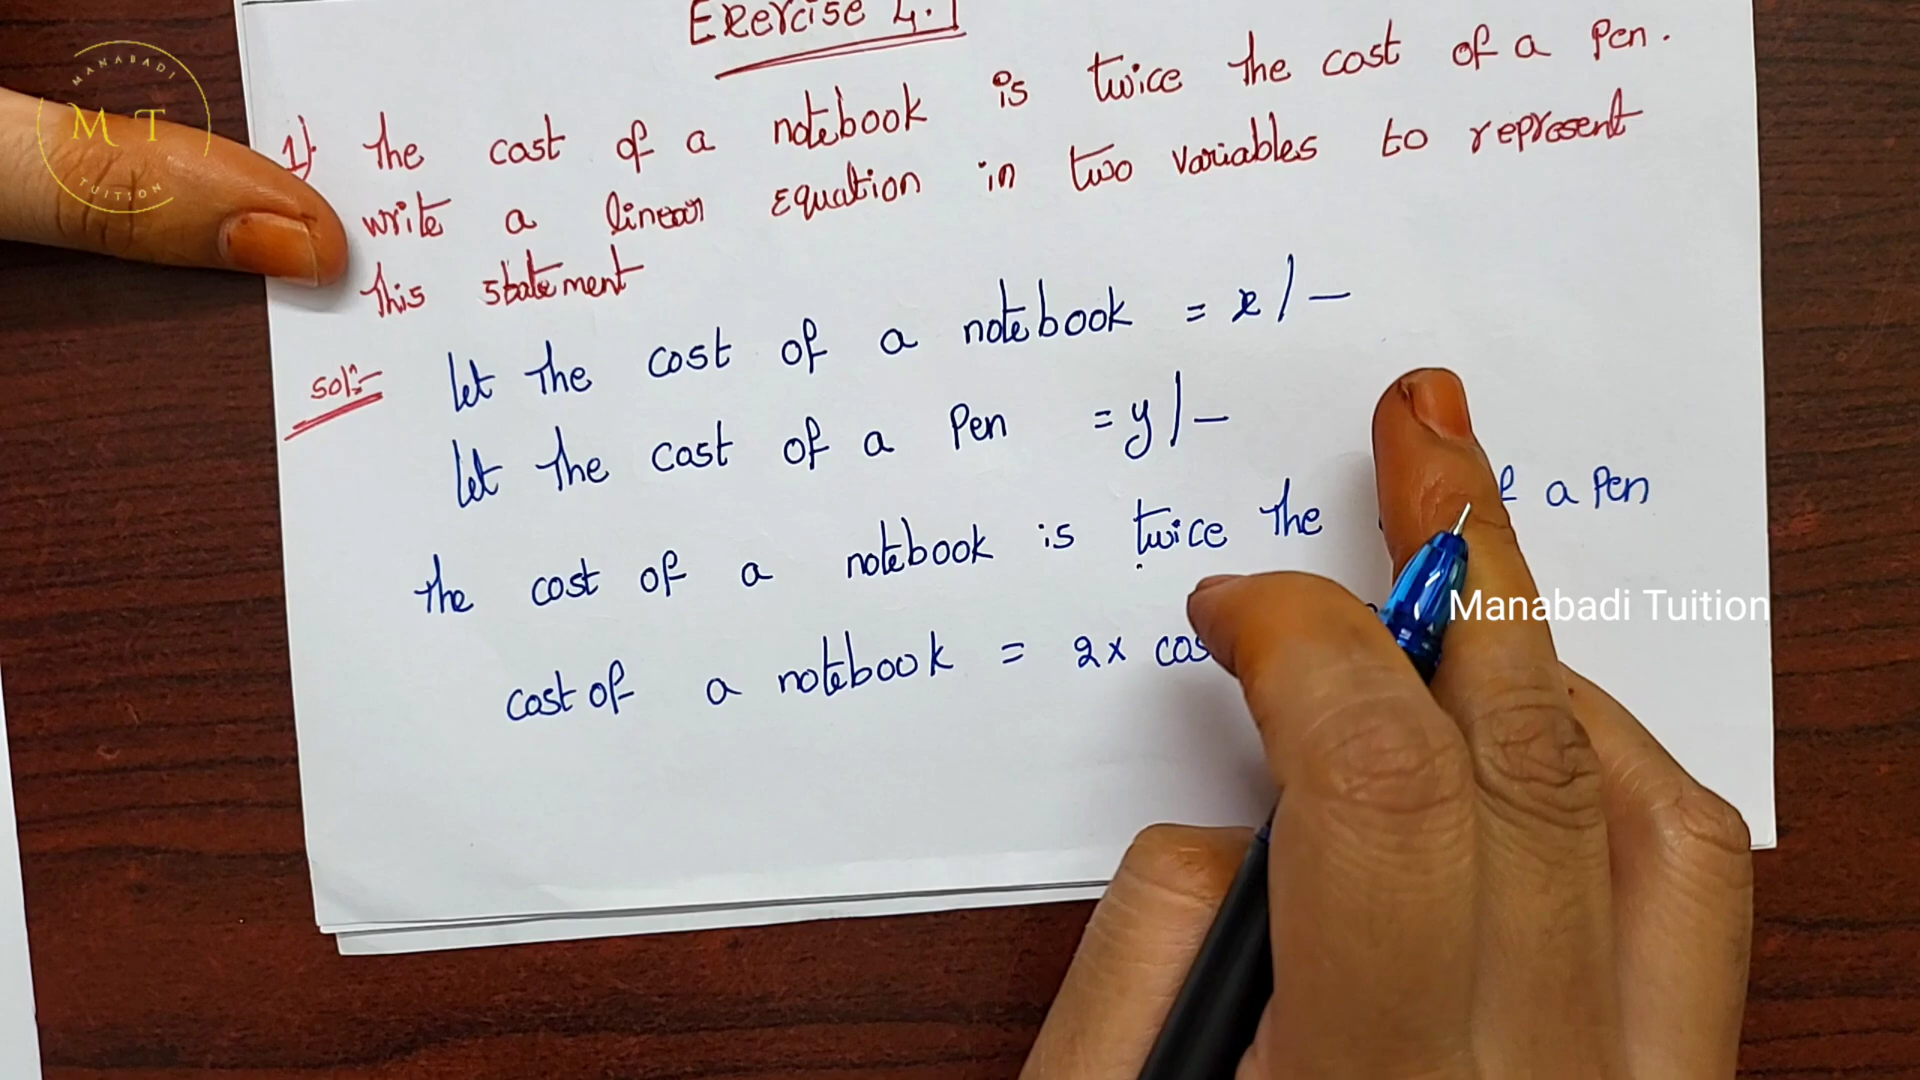 Exercise 4.1
1) The cost of a notebook is twice the cost of a Pen.
write a linear Equation in two variables to represent
this statement
Sol:- let the cost of a notebook = x/-
let the cost of a Pen = y/-
The cost of a notebook is twice the a Pen
cost of a notebook = 2x
MANABADI
MT
TUITION
Manabadi Tuition